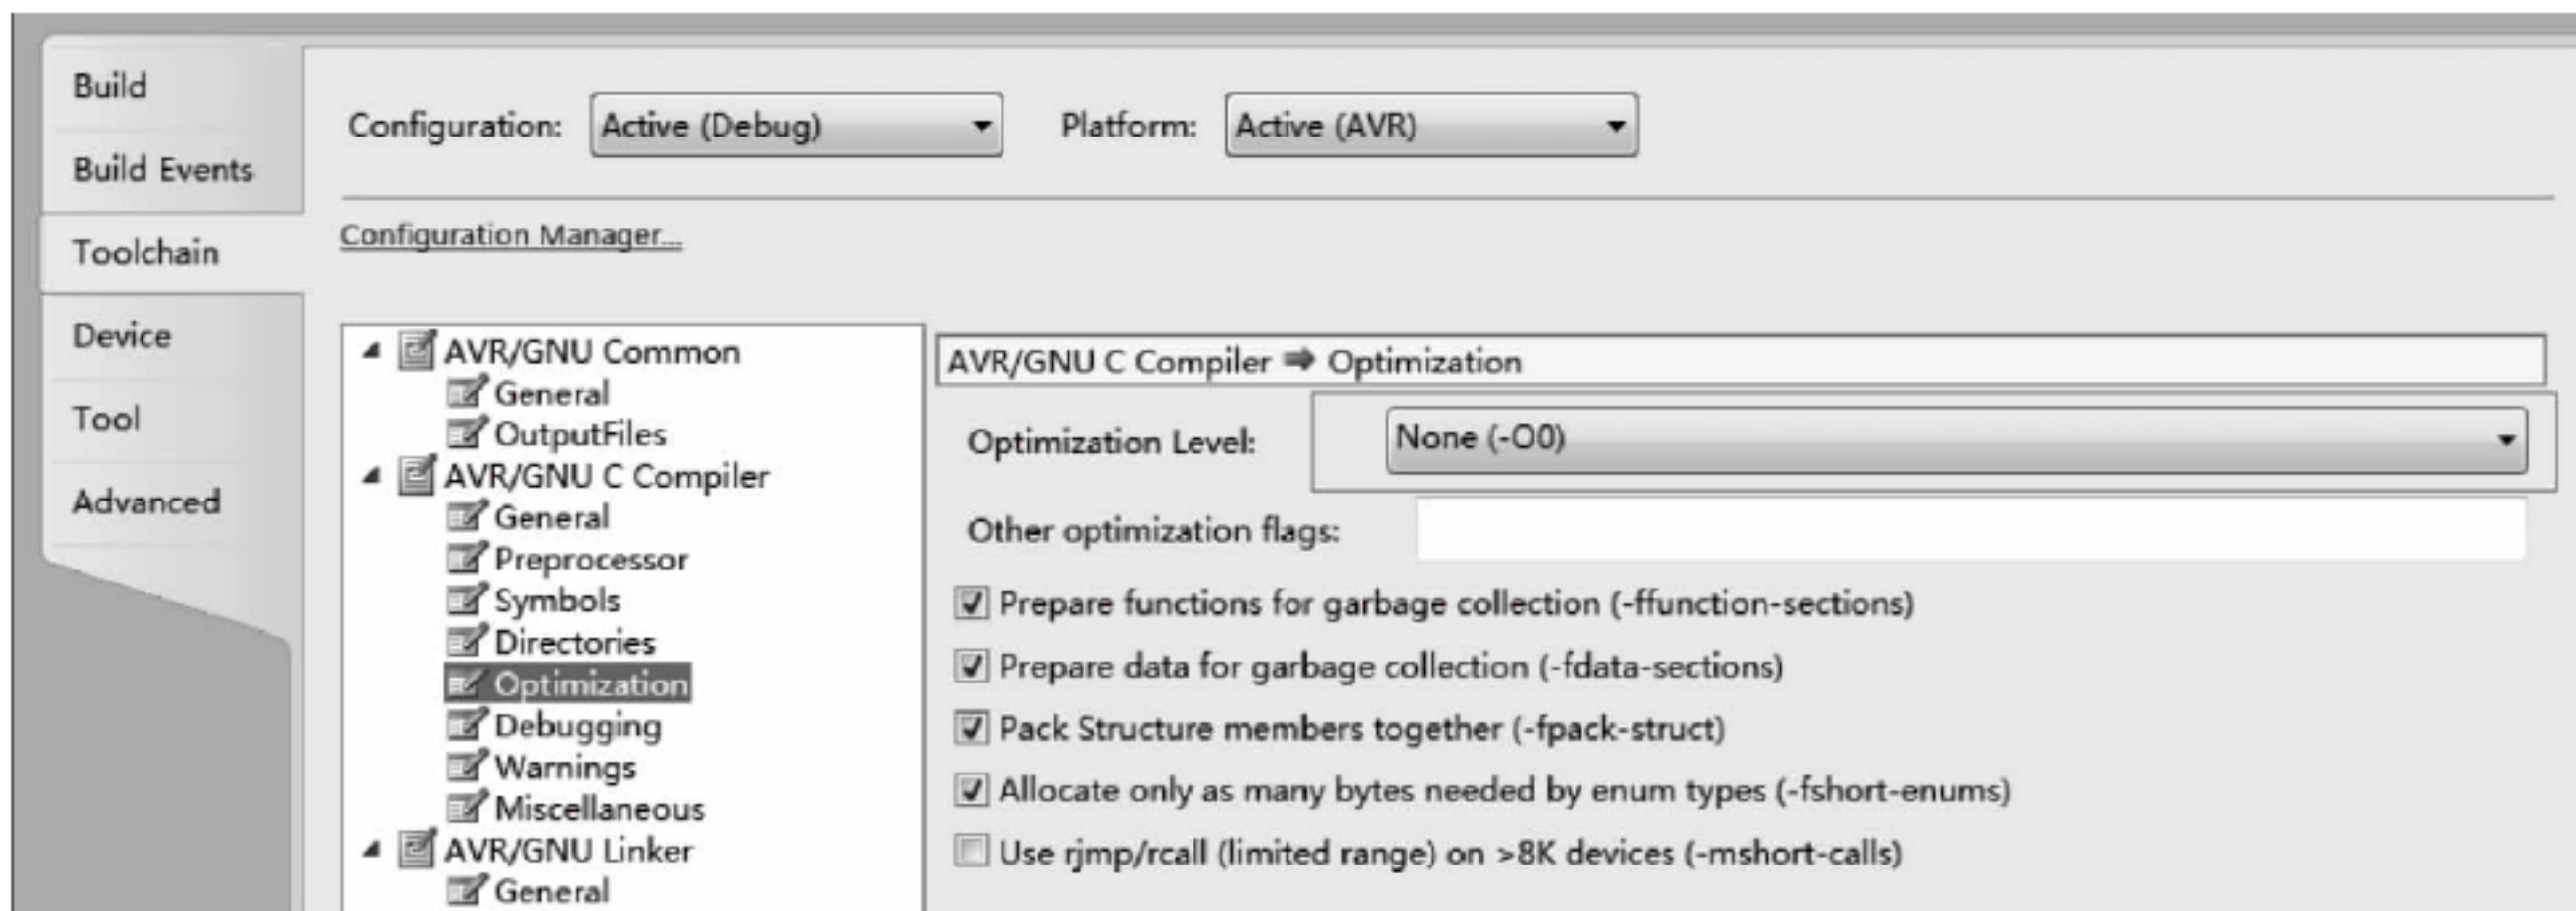 Build
Build Events
Toolchain
Device
Tool
Advanced
Configuration: Active (Debug) Platform: Active (AVR)
Configuration Manager...
AVR/GNU Common
General
OutputFiles
AVR/GNU C Compiler
General
Preprocessor
Symbols
Directories
Optimization
Debugging
Warnings
Miscellaneous
AVR/GNU Linker
General
AVR/GNU C Compiler ➡ Optimization
Optimization Level: None (-O0)
Other optimization flags:
Prepare functions for garbage collection (-ffunction-sections)
Prepare data for garbage collection (-fdata-sections)
Pack Structure members together (-fpack-struct)
Allocate only as many bytes needed by enum types (-fshort-enums)
Use rjmp/rcall (limited range) on >8K devices (-mshort-calls)